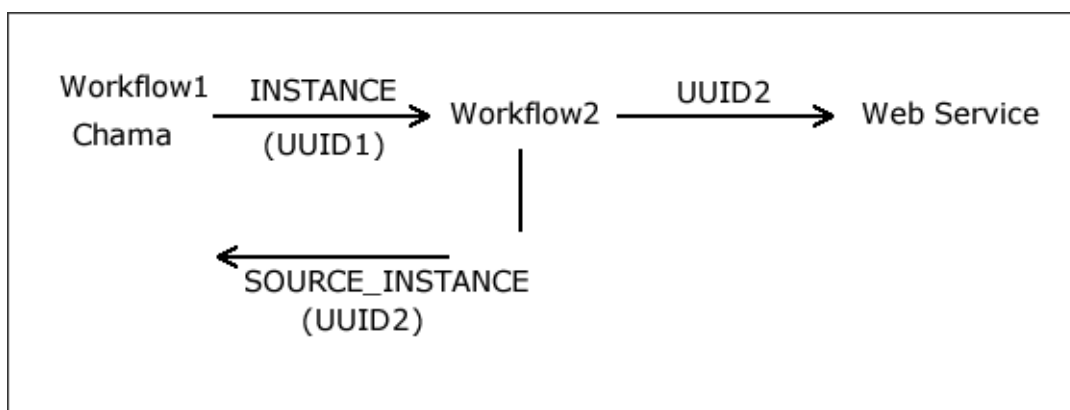 Workflow1
Chama
INSTANCE
(UUID1)
Workflow2
UUID2
Web Service
SOURCE_INSTANCE
(UUID2)